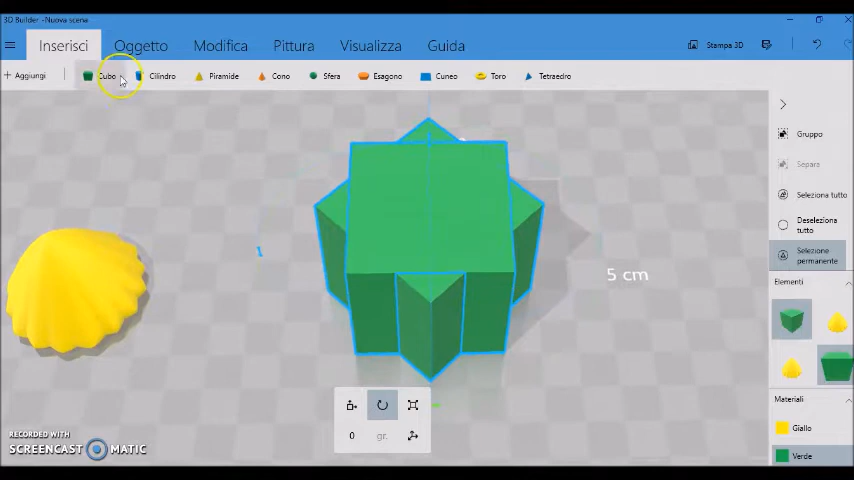 3D Builder - Nuova scena
Inserisci Oggetto Modifica Pittura Visualizza Guida
Stampa 3D
+ Aggiungi Cubo Cilindro Piramide Cono Sfera Esagono Cuneo Toro Tetraedro
Gruppo
Separa
Seleziona tutto
Deseleziona
tutto
Selezione
permanente
5 cm
Elementi
0 gr.
Materiali
Giallo
Verde
RECORDED WITH
SCREENCAST MATIC